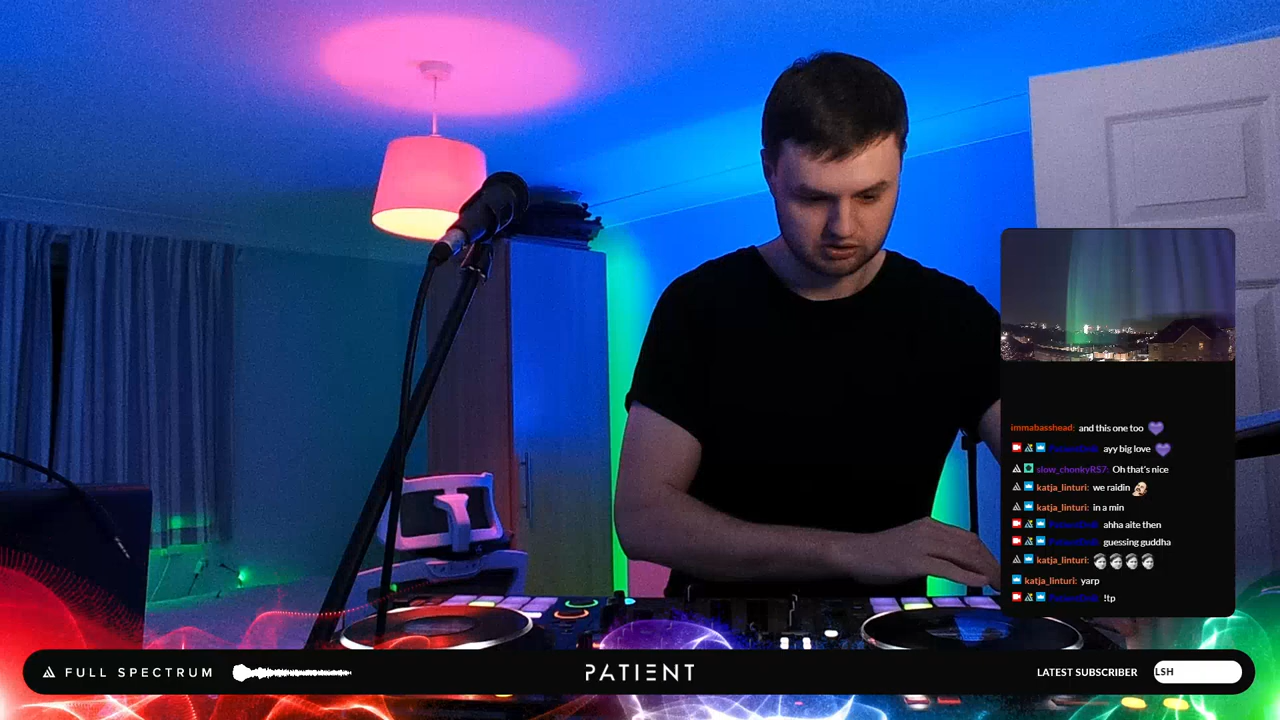 immabasshead: and this one too
ayy big love
slow_chonkyRS7: Oh that's nice
katja_linturi: we raidin
katja_linturi: in a min
ahha aite then
guessing guddha
katja_linturi:
katja_linturi: yarp
!tp
FULL SPECTRUM
PATIENT
LATEST SUBSCRIBER
LSH